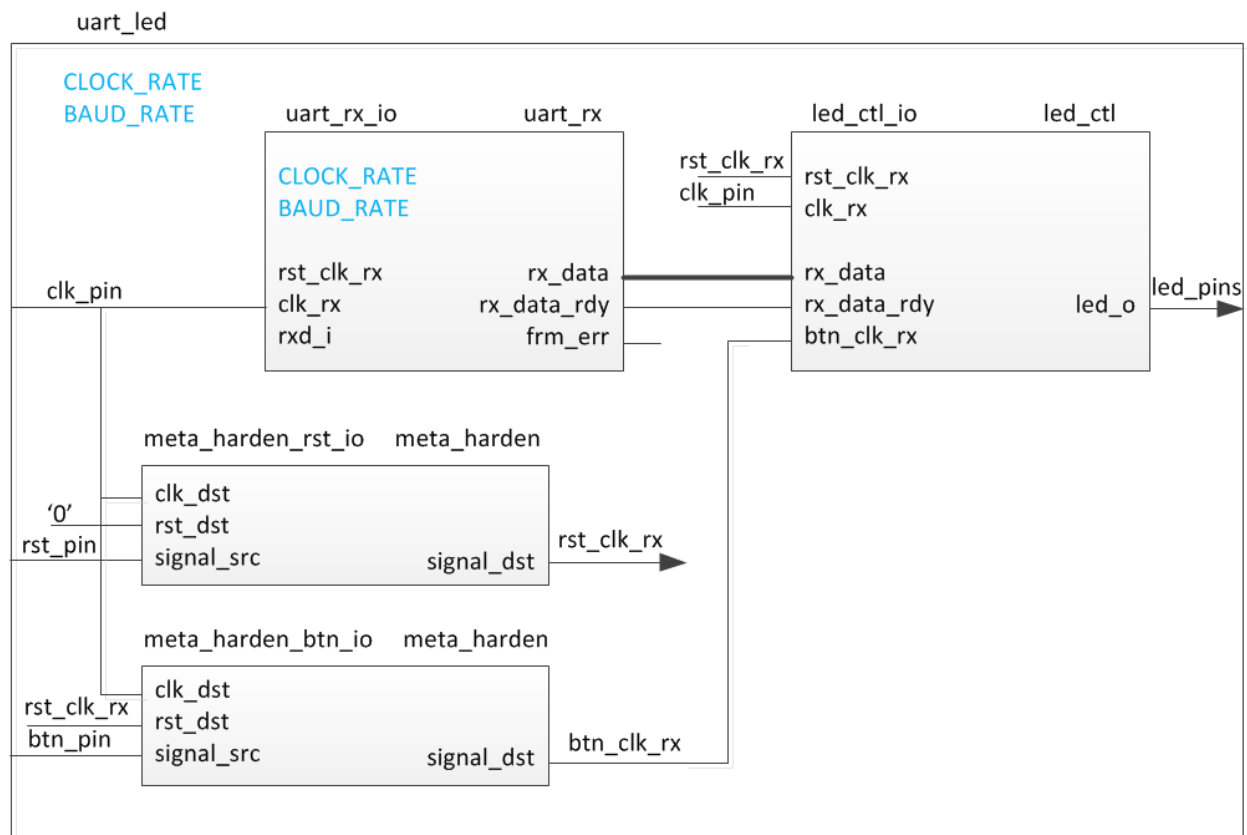 uart_led
CLOCK_RATE
BAUD_RATE
uart_rx_io uart_rx
CLOCK_RATE
BAUD_RATE
rst_clk_rx rx_data
clk_rx rx_data_rdy
rxd_i frm_err
clk_pin
led_ctl_io led_ctl
rst_clk_rx
clk_pin
rst_clk_rx
clk_rx
rx_data
rx_data_rdy led_o
btn_clk_rx
led_pins
meta_harden_rst_io meta_harden
clk_dst
‘0’ rst_dst
rst_pin signal_src signal_dst rst_clk_rx
meta_harden_btn_io meta_harden
clk_dst
rst_clk_rx rst_dst
btn_pin signal_src signal_dst btn_clk_rx